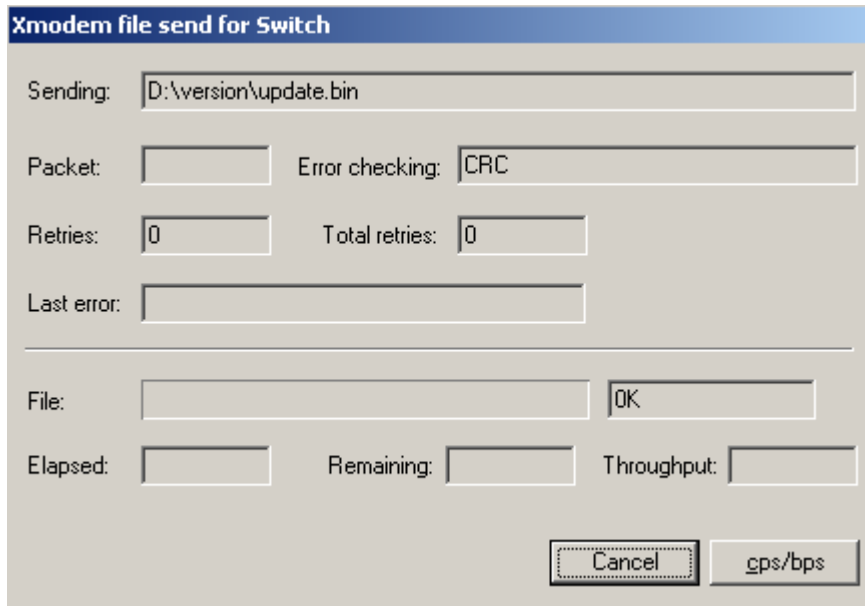 Xmodem file send for Switch
Sending: D:\version\update.bin
Packet: Error checking: CRC
Retries: 0 Total retries: 0
Last error:
File: 0K
Elapsed: Remaining: Throughput:
Cancel cps/bps